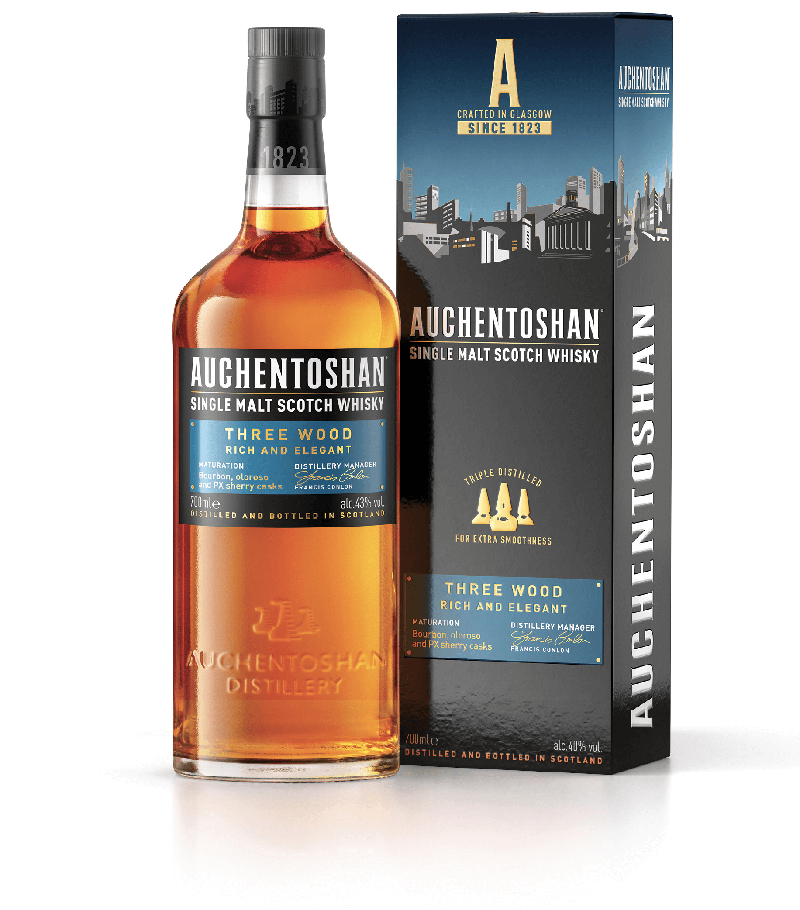 1823
AUCHENTOSHAN
SINGLE MALT SCOTCH WHISKY
THREE WOOD
RICH AND ELEGANT
MATURATION
Bourbon, oloroso
and PX sherry casks
DISTILLERY MANAGER
FRANCIS CONLON
700ml e
alc. 43% vol.
DISTILLED AND BOTTLED IN SCOTLAND
AUCHENTOSHAN
DISTILLERY
A
CRAFTED IN GLASGOW
SINCE 1823
AUCHENTOSHAN
SINGLE MALT SCOTCH WHISKY
TRIPLE DISTILLED
FOR EXTRA SMOOTHNESS
THREE WOOD
RICH AND ELEGANT
MATURATION
Bourbon, oloroso
and PX sherry casks
DISTILLERY MANAGER
Francis Conlon
FRANCIS CONLON
700ml e
alc. 40% vol.
DISTILLED AND BOTTLED IN SCOTLAND
AUCHENTOSHAN
SINGLE MALT SCOTCH WHISKY
AUCHENTOSHAN